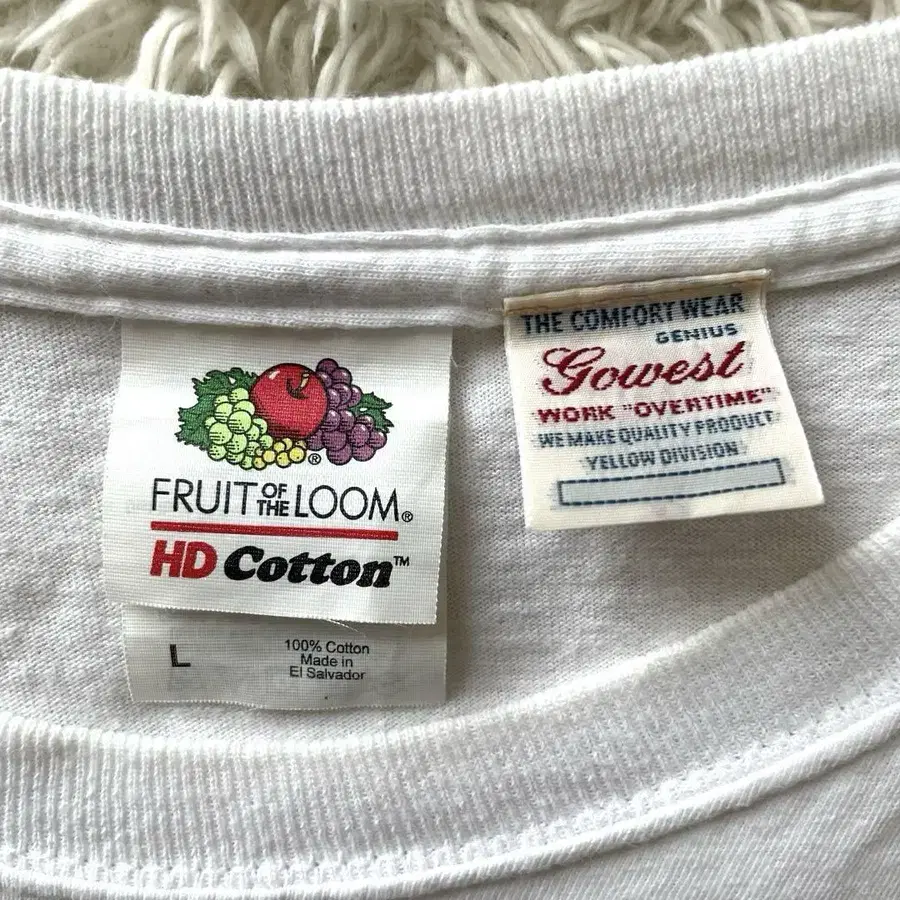 FRUIT OF THE LOOM®
HD Cotton™
L
100% Cotton
Made in
El Salvador
THE COMFORT WEAR
GENIUS
Gowest
WORK "OVERTIME"
WE MAKE QUALITY PRODUCT
YELLOW DIVISION